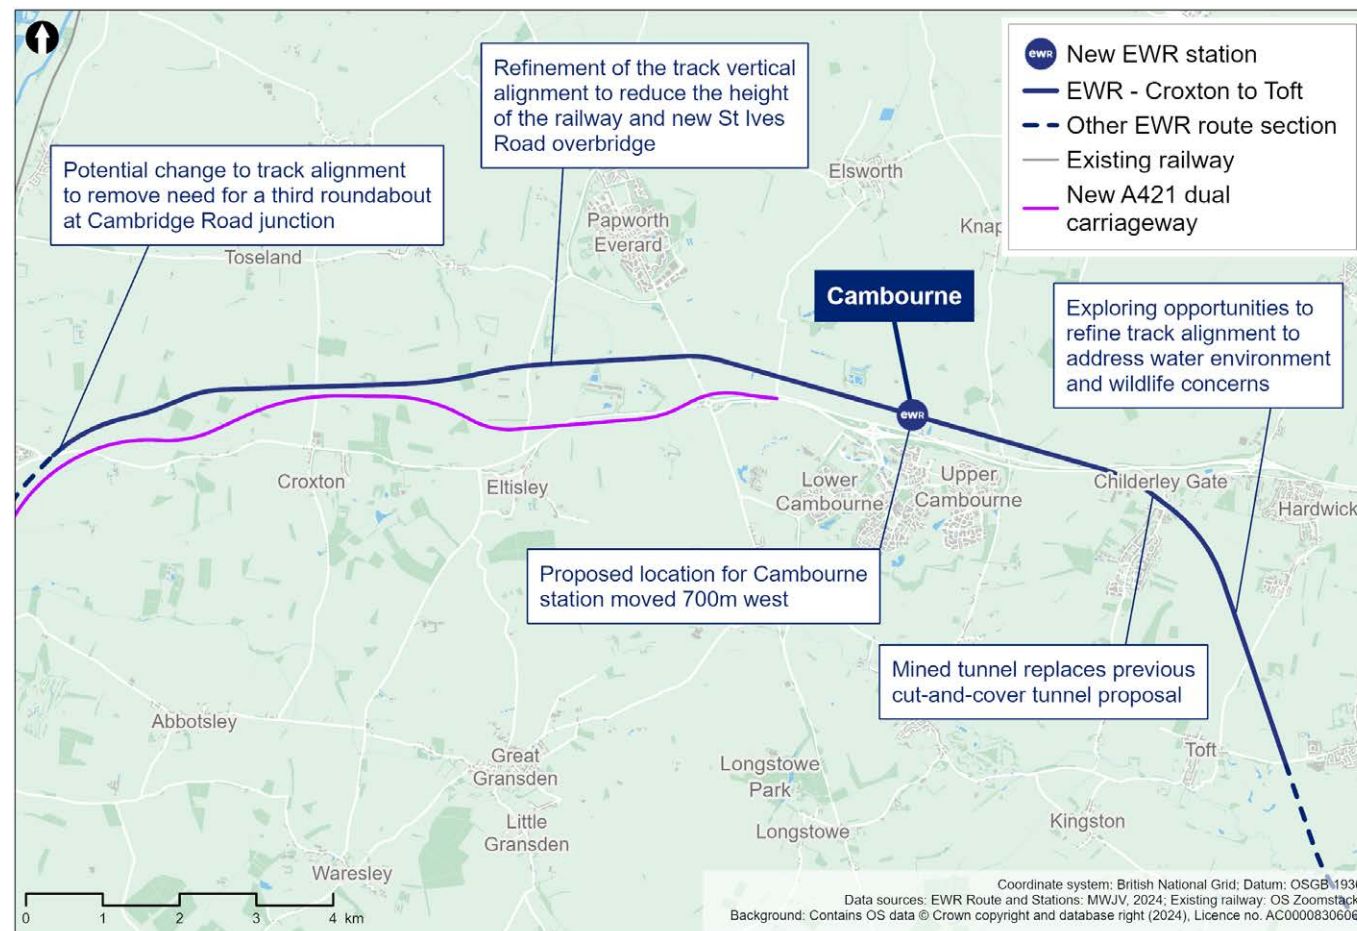 Refinement of the track vertical
alignment to reduce the height
of the railway and new St Ives
Road overbridge
ewr New EWR station
EWR - Croxton to Toft
Other EWR route section
Existing railway
New A421 dual
carriageway
Potential change to track alignment
to remove need for a third roundabout
at Cambridge Road junction
Elsworth
Papworth
Everard
Knap
Toseland
Cambourne
Exploring opportunities to
refine track alignment to
address water environment
and wildlife concerns
ewr
Croxton
Eltisley
Lower
Cambourne
Upper
Cambourne
Childerley Gate
Hardwick
Proposed location for Cambourne
station moved 700m west
Mined tunnel replaces previous
cut-and-cover tunnel proposal
Abbotsley
Great
Gransden
Longstowe
Park
Toft
Little
Gransden
Longstowe
Kingston
Waresley
0 1 2 3 4 km
Coordinate system: British National Grid; Datum: OSGB 1936
Data sources: EWR Route and Stations: MWJV, 2024; Existing railway: OS Zoomstack
Background: Contains OS data © Crown copyright and database right (2024), Licence no. AC0000830606